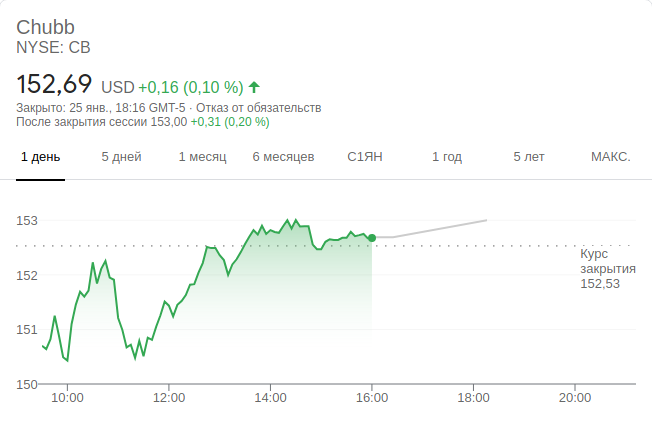 Chubb
NYSE: CB
152,69 USD +0,16 (0,10 %)
Закрыто: 25 янв., 18:16 GMT-5 · Отказ от обязательств
После закрытия сессии 153,00 +0,31 (0,20 %)
1 день 5 дней 1 месяц 6 месяцев С1ЯН 1 год 5 лет МАКС.
153
Курс
закрытия
152,53
152
151
150
10:00 12:00 14:00 16:00 18:00 20:00